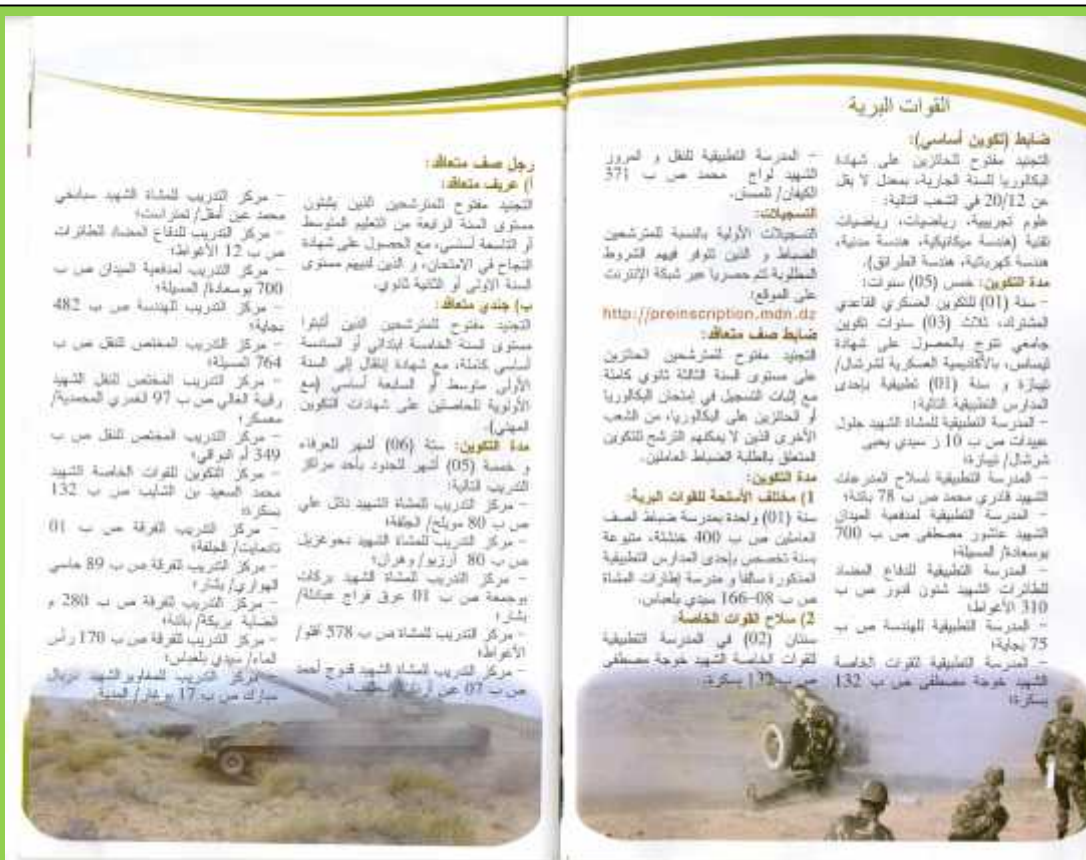 القوات البرية
ضابط (تكوين أساسي):
التجنيد مفتوح للحائزين على شهادة
البكالوريا للسنة الجارية، بمعدل لا يقل
عن 20/12 في الشعب التالية:
علوم تجريبية، رياضيات، رياضيات
تقنية (هندسة ميكانيكية، هندسة مدنية،
هندسة كهربائية، هندسة الطرائق).
مدة التكوين: خمس (05) سنوات:
– سنة (01) للتكوين العسكري القاعدي
المشترك، ثلاث (03) سنوات تكوين
جامعي تتوج بالحصول على شهادة
ليسانس، بالأكاديمية العسكرية لشرشال/
تيبازة و سنة (01) تطبيقية بإحدى
المدارس التطبيقية التالية:
– المدرسة التطبيقية للمشاة الشهيد جلول
عبيدات ص ب 10 ز سيدي يحيى
شرشال/ تيبازة؛
– المدرسة التطبيقية لسلاح المدرعات
الشهيد قادري محمد ص ب 78 باتنة؛
– المدرسة التطبيقية لمدفعية الميدان
الشهيد عاشور مصطفى ص ب 700
بوسعادة/ المسيلة؛
– المدرسة التطبيقية للدفاع المضاد
للطائرات الشهيد شنون قدور ص ب
310 الأغواط؛
– المدرسة التطبيقية للهندسة ص ب
75 بجاية؛
– المدرسة التطبيقية للقوات الخاصة
الشهيد خوجة مصطفى ص ب 132
بسكرة؛
– المدرسة التطبيقية للنقل و المرور
الشهيد لواج محمد ص ب 371
الكيفان/ تلمسان.
التسجيلات:
التسجيلات الأولية بالنسبة للمترشحين
الضباط و الذين تتوفر فيهم الشروط
المطلوبة تتم حصريا عبر شبكة الإنترنت
على الموقع:
http://preinscription.mdn.dz
ضابط صف متعاقد:
التجنيد مفتوح للمترشحين الحائزين
على مستوى السنة الثالثة ثانوي كاملة
مع إثبات التسجيل في إمتحان البكالوريا
أو الحائزين على البكالوريا، من الشعب
الأخرى الذين لا يمكنهم الترشح للتكوين
المتعلق بالطلبة الضباط العاملين.
مدة التكوين:
1) مختلف الأسلحة للقوات البرية:
سنة (01) واحدة بمدرسة ضباط الصف
العاملين ص ب 400 خنشلة، متبوعة
بسنة تخصص بإحدى المدارس التطبيقية
المذكورة سالفا و مدرسة إطارات المشاة
ص ب 08–166 سيدي بلعباس.
2) سلاح القوات الخاصة:
سنتان (02) في المدرسة التطبيقية
للقوات الخاصة الشهيد خوجة مصطفى
ص ب 132 بسكرة.
رجل صف متعاقد:
أ) عريف متعاقد:
التجنيد مفتوح للمترشحين الذين يثبتون
مستوى السنة الرابعة من التعليم المتوسط
أو التاسعة أساسي، مع الحصول على شهادة
النجاح في الامتحان، و الذين لديهم مستوى
السنة الأولى أو الثانية ثانوي.
ب) جندي متعاقد:
التجنيد مفتوح للمترشحين الذين أثبتوا
مستوى السنة الخامسة ابتدائي أو السادسة
أساسي كاملة، مع شهادة إنتقال إلى السنة
الأولى متوسط أو السابعة أساسي (مع
الأولوية للحاصلين على شهادات التكوين
المهني)
مدة التكوين: ستة (06) أشهر للعرفاء
و خمسة (05) أشهر للجنود بأحد مراكز
التدريب التالية:
– مركز التدريب للمشاة الشهيد نائل علي
ص ب 80 مويلح/ الجلفة؛
– مركز التدريب للمشاة الشهيد دحو غزيل
ص ب 80 أرزيو/ وهران؛
– مركز التدريب للمشاة الشهيد بركات
بوجمعة ص ب 01 عرق فراج عبادلة/
بشار؛
– مركز التدريب للمشاة ص ب 578 أفلو/
الأغواط؛
– مركز التدريب للمشاة الشهيد قدوج أحمد
ص ب 07 عين أرنات/ سطيف؛
– مركز التدريب للمشاة الشهيد
محمد عين أمقل/ تمنراست؛
– مركز التدريب للدفاع المضاد للطائرات
ص ب 12 الأغواط؛
– مركز التدريب لمدفعية الميدان ص ب
700 بوسعادة/ المسيلة؛
– مركز التدريب للهندسة ص ب 482
بجاية؛
– مركز التدريب المختص للنقل ص ب
764 المسيلة؛
– مركز التدريب المختص للنقل الشهيد
رقبة الغالي ص ب 97 الغمري المحمدية/
معسكر؛
– مركز التدريب المختص للنقل ص ب
349 أم البواقي؛
– مركز التكوين للقوات الخاصة الشهيد
محمد السعيد بن الشايب ص ب 132
بسكرة؛
– مركز التدريب للفرقة ص ب 01
تادمايت/ الجلفة؛
– مركز التدريب للفرقة ص ب 89 حاسي
الهواري/ بشار؛
– مركز التدريب للفرقة ص ب 280 م
الضاية بريكة/ باتنة؛
– مركز التدريب للفرقة ص ب 170 رأس
الماء/ سيدي بلعباس؛
– مركز التدريب للمغاوير الشهيد
مبارك ص ب 17 بوغار/ المدية.